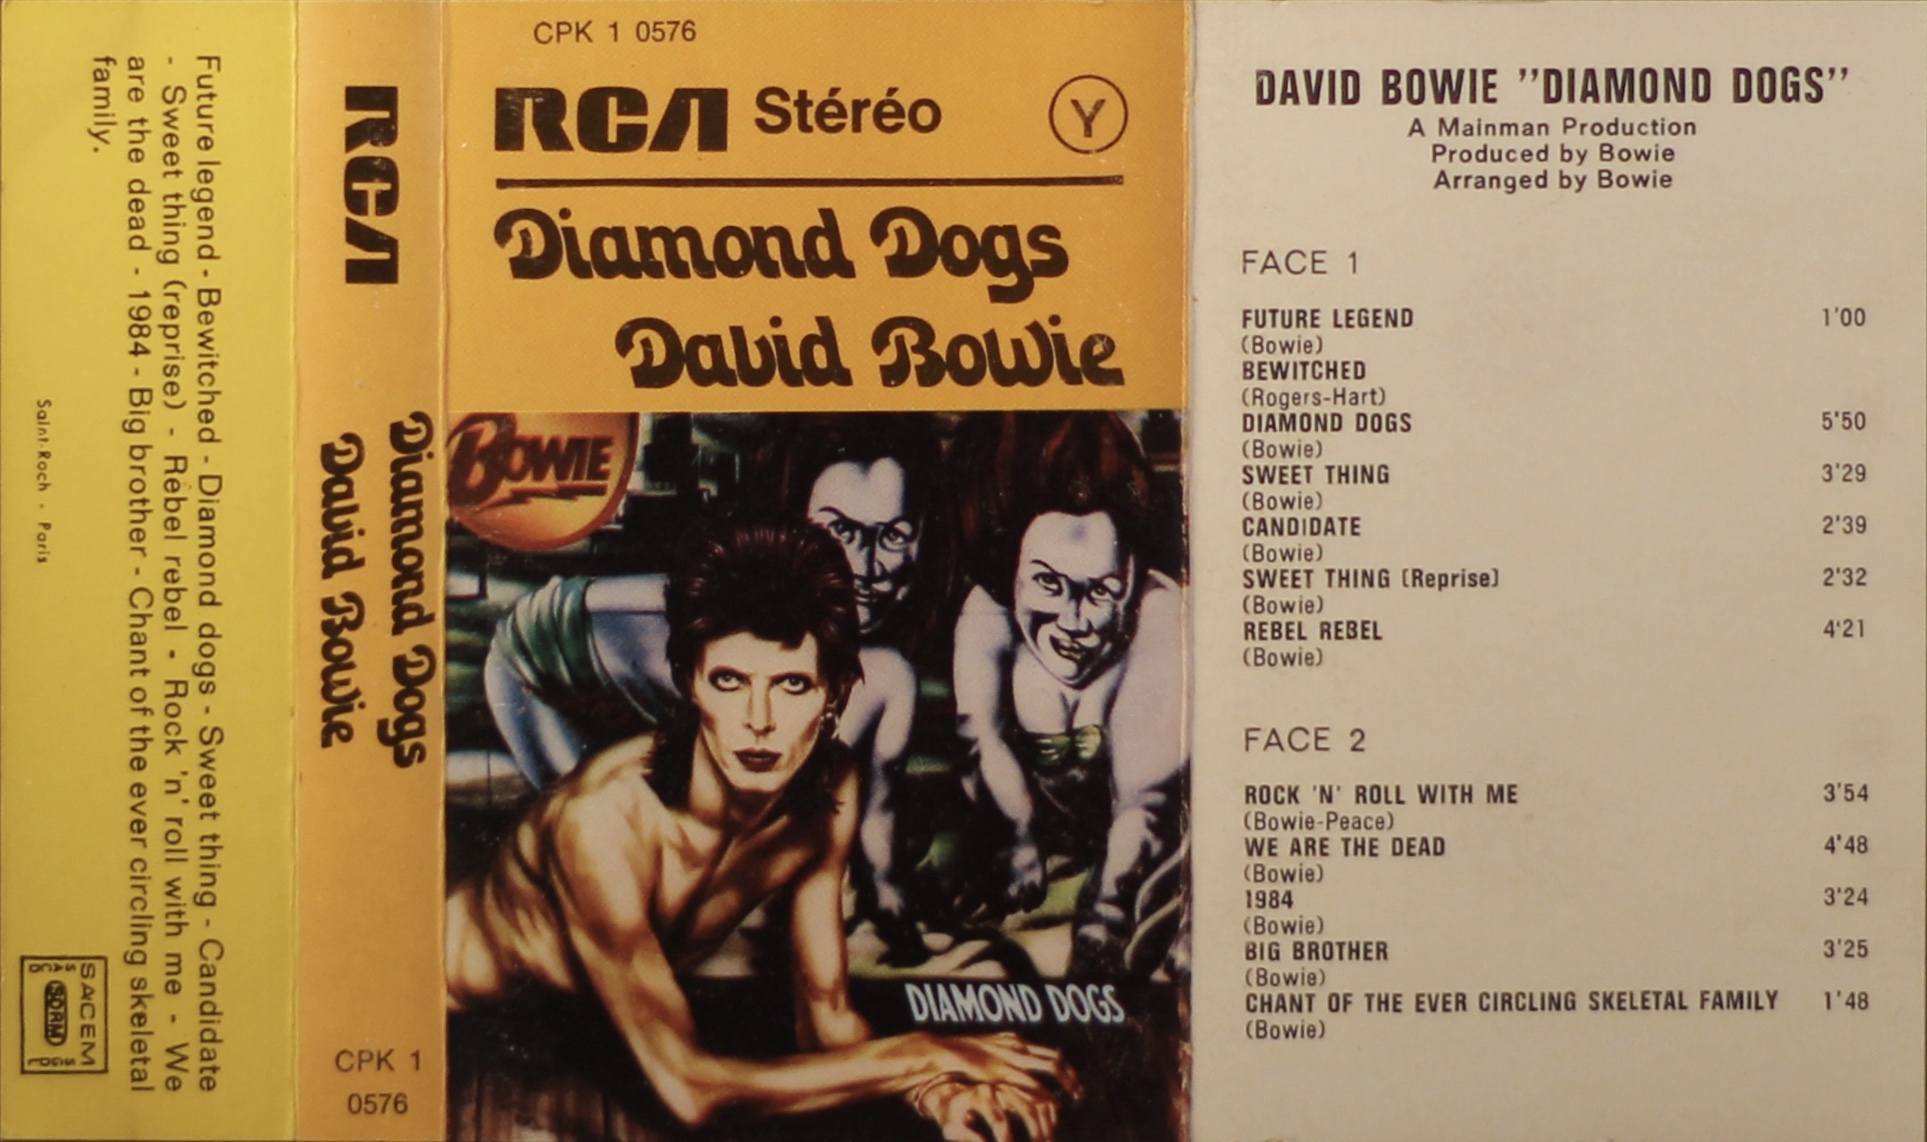 Future legend - Bewitched - Diamond dogs - Sweet thing - Candidate
- Sweet thing (reprise) - Rebel rebel - Rock 'n' roll with me - We
are the dead - 1984 - Big brother - Chant of the ever circling skeletal
family.
Saint-Roch - Paris
SACEM
SDRM
RCA
Diamond Dogs
David Bowie
CPK 1
0576
CPK 1 0576
RCA Stéréo Y
Diamond Dogs
David Bowie
BOWIE
DIAMOND DOGS
DAVID BOWIE "DIAMOND DOGS"
A Mainman Production
Produced by Bowie
Arranged by Bowie
FACE 1
FUTURE LEGEND 1'00
(Bowie)
BEWITCHED
(Rogers-Hart)
DIAMOND DOGS 5'50
(Bowie)
SWEET THING 3'29
(Bowie)
CANDIDATE 2'39
(Bowie)
SWEET THING (Reprise) 2'32
(Bowie)
REBEL REBEL 4'21
(Bowie)
FACE 2
ROCK 'N' ROLL WITH ME 3'54
(Bowie-Peace)
WE ARE THE DEAD 4'48
(Bowie)
1984 3'24
(Bowie)
BIG BROTHER 3'25
(Bowie)
CHANT OF THE EVER CIRCLING SKELETAL FAMILY 1'48
(Bowie)